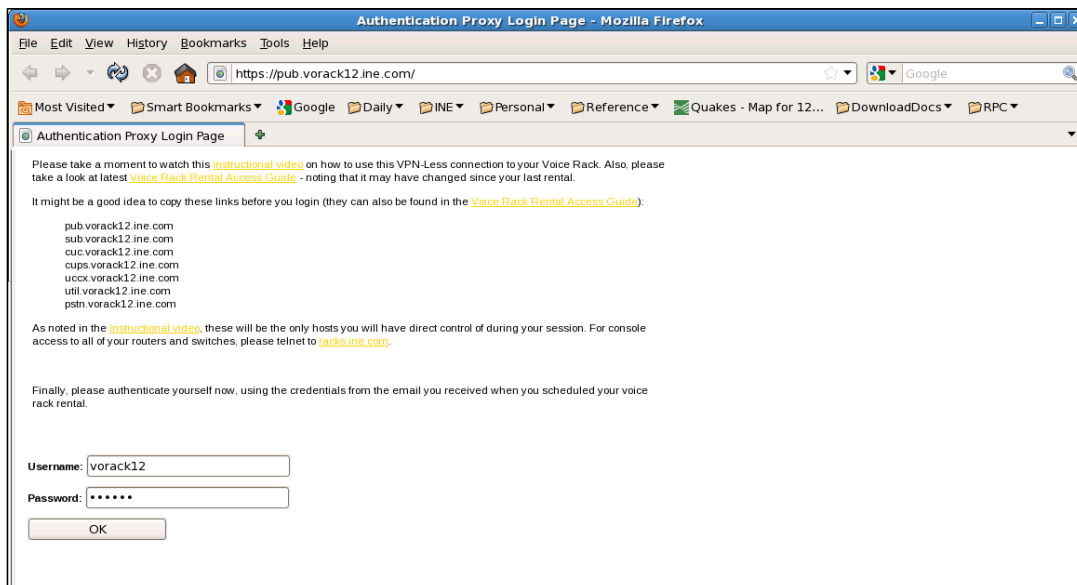 Authentication Proxy Login Page - Mozilla Firefox
File Edit View History Bookmarks Tools Help
https://pub.vorack12.ine.com/
Google
Most Visited Smart Bookmarks Google Daily INE Personal Reference Quakes - Map for 12... DownloadDocs RPC
Authentication Proxy Login Page
Please take a moment to watch this instructional video on how to use this VPN-Less connection to your Voice Rack. Also, please
take a look at latest Voice Rack Rental Access Guide - noting that it may have changed since your last rental.
It might be a good idea to copy these links before you login (they can also be found in the Voice Rack Rental Access Guide):
pub.vorack12.ine.com
sub.vorack12.ine.com
cuc.vorack12.ine.com
cups.vorack12.ine.com
uccx.vorack12.ine.com
util.vorack12.ine.com
pstn.vorack12.ine.com
As noted in the instructional video, these will be the only hosts you will have direct control of during your session. For console
access to all of your routers and switches, please telnet to racks.ine.com.
Finally, please authenticate yourself now, using the credentials from the email you received when you scheduled your voice
rack rental.
Username: vorack12
Password: ••••••
OK